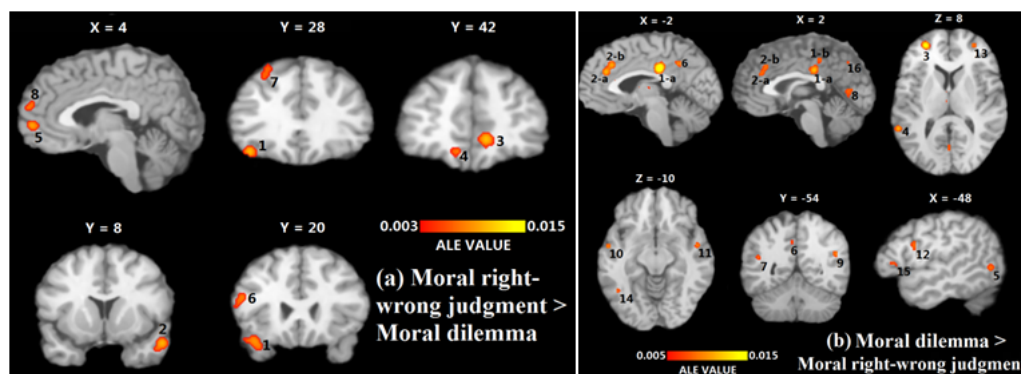 X = 4
Y = 28
Y = 42
8
5
7
1
3
4
Y = 8
Y = 20
0.003
0.015
ALE VALUE
2
6
1
(a) Moral right-
wrong judgment >
Moral dilemma
X = -2
X = 2
Z = 8
2-b
2-a
6
1-a
2-b
2-a
1-b
1-a
16
8
3
13
4
Z = -10
Y = -54
X = -48
10
11
14
6
7
9
12
15
5
0.005
0.015
ALE VALUE
(b) Moral dilemma >
Moral right-wrong judgmen